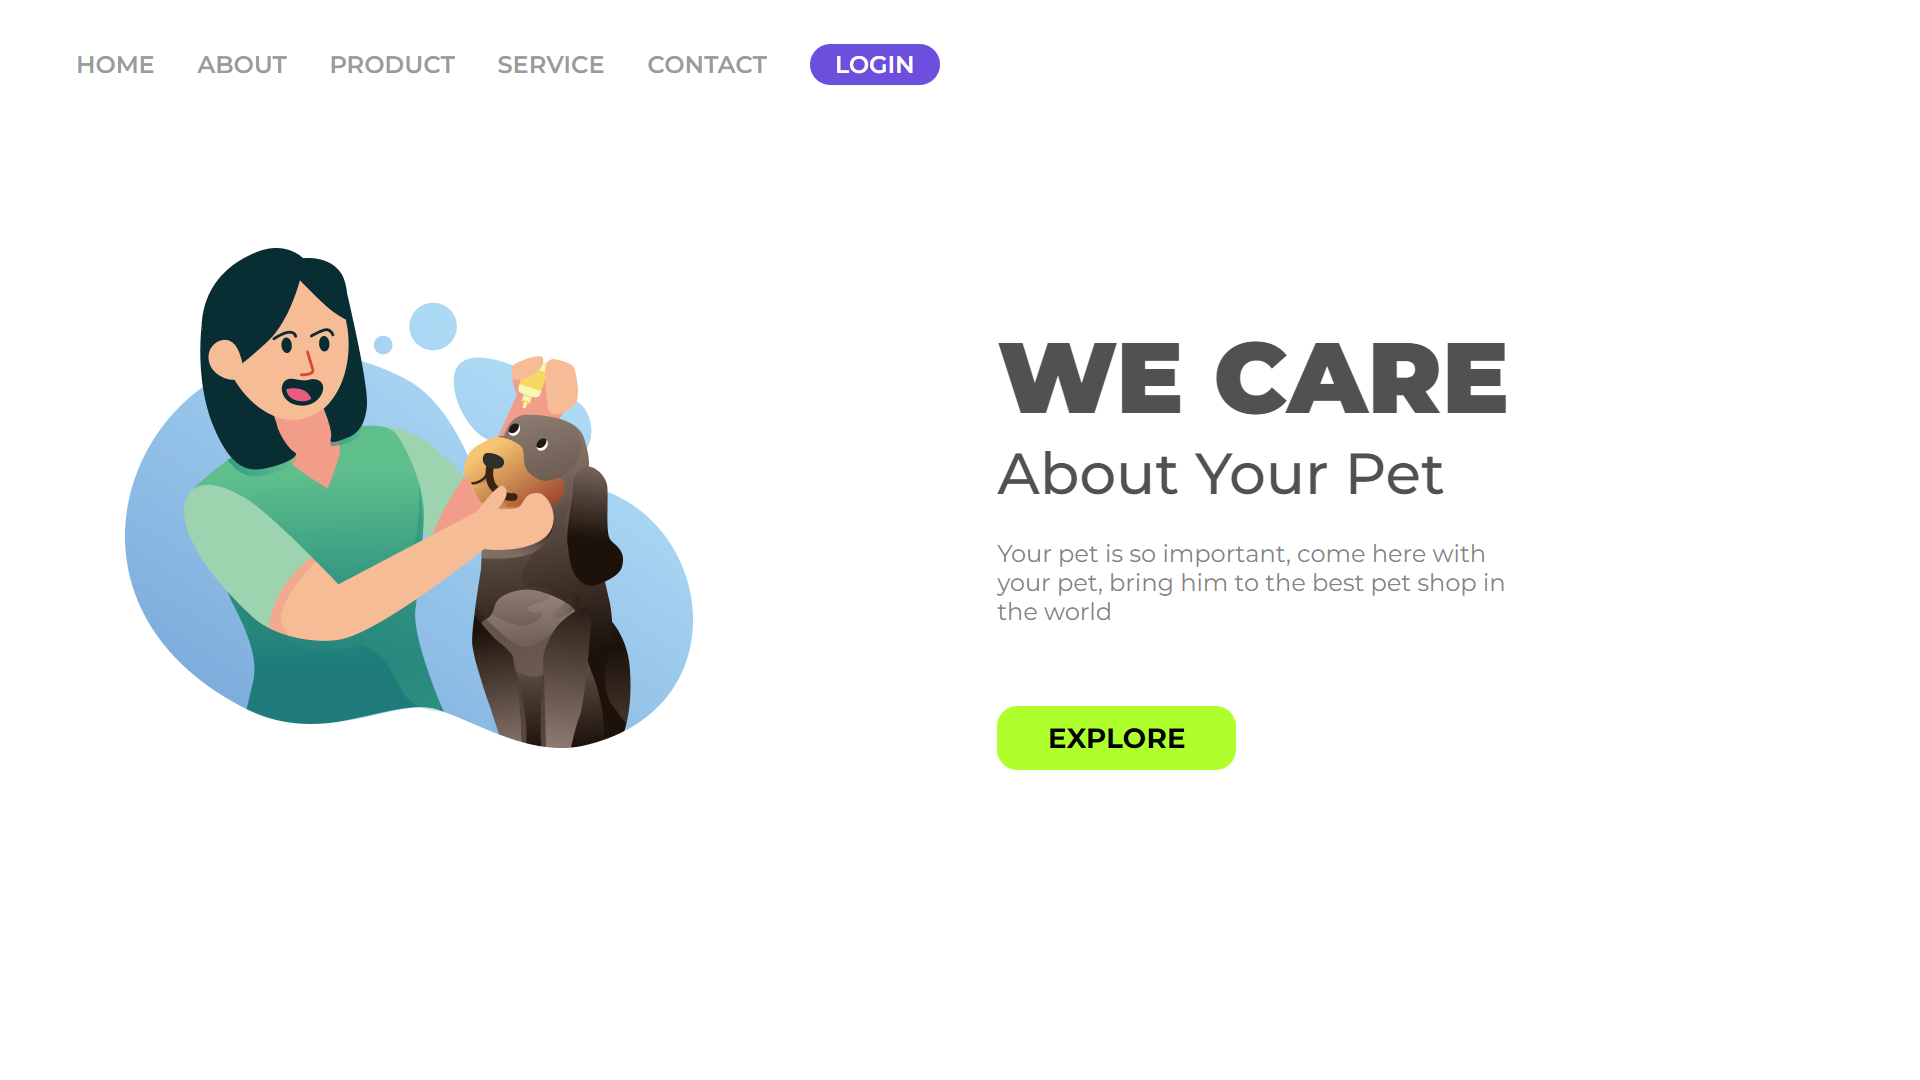 HOME ABOUT PRODUCT SERVICE CONTACT LOGIN
WE CARE
About Your Pet
Your pet is so important, come here with
your pet, bring him to the best pet shop in
the world
EXPLORE